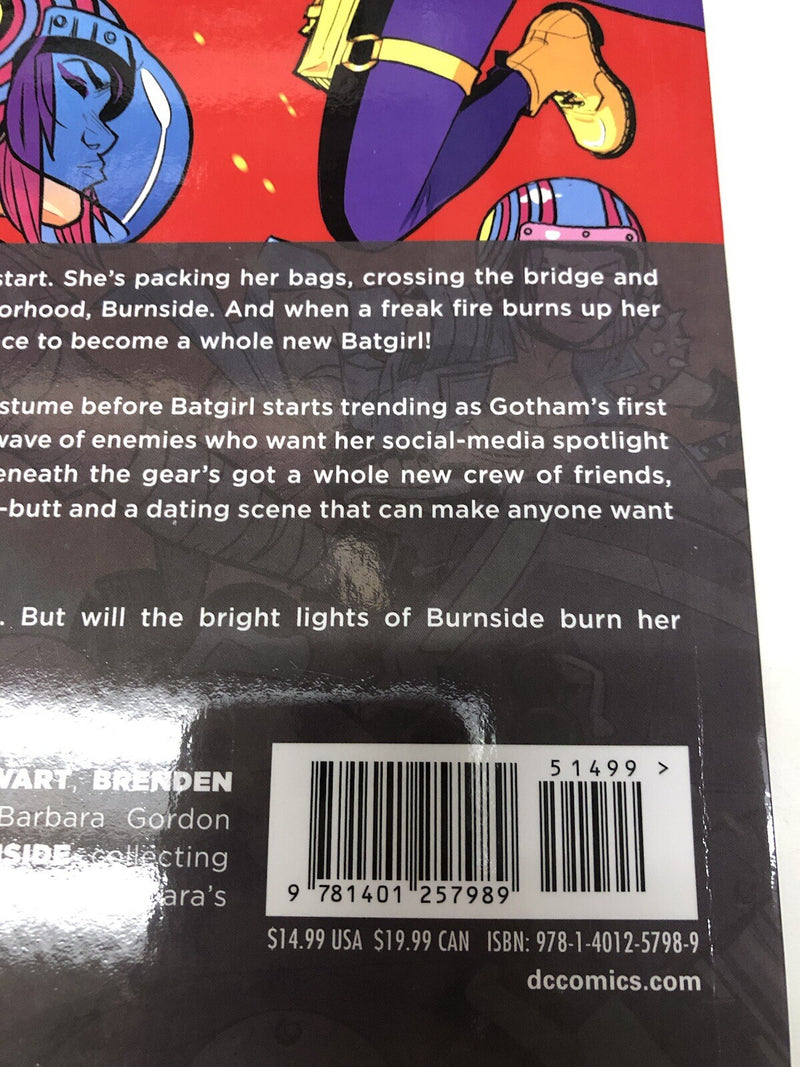 start. She's packing her bags, crossing the bridge and
orhood, Burnside. And when a freak fire burns up her
ce to become a whole new Batgirl!
stume before Batgirl starts trending as Gotham's first
wave of enemies who want her social-media spotlight
eneath the gear's got a whole new crew of friends,
-butt and a dating scene that can make anyone want
. But will the bright lights of Burnside burn her
WART, BRENDEN
Barbara Gordon
SIDE, collecting
ara's
51499 >
9 781401 257989
$14.99 USA $19.99 CAN ISBN: 978-1-4012-5798-9
dccomics.com